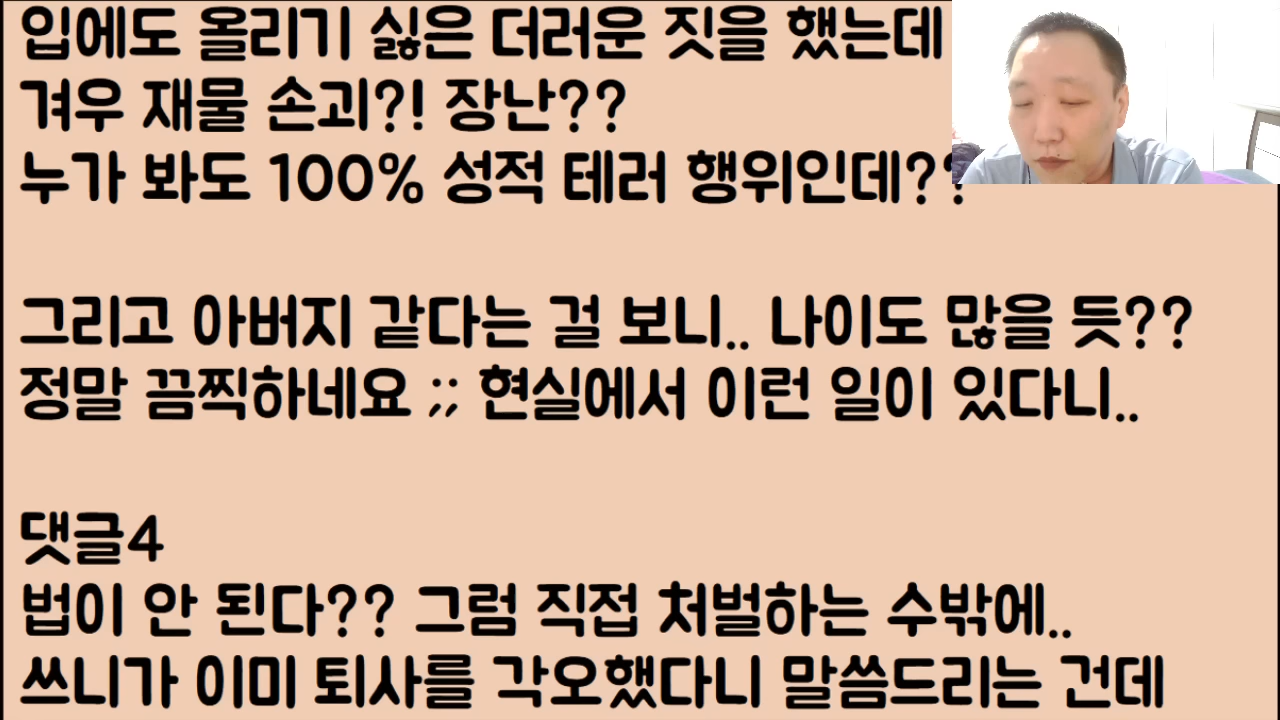 입에도 올리기 싫은 더러운 짓을 했는데
겨우 재물 손괴?! 장난??
누가 봐도 100% 성적 테러 행위인데??
그리고 아버지 같다는 걸 보니.. 나이도 많을 듯??
정말 끔찍하네요 ;; 현실에서 이런 일이 있다니..
댓글4
법이 안 된다?? 그럼 직접 처벌하는 수밖에..
쓰니가 이미 퇴사를 각오했다니 말씀드리는 건데